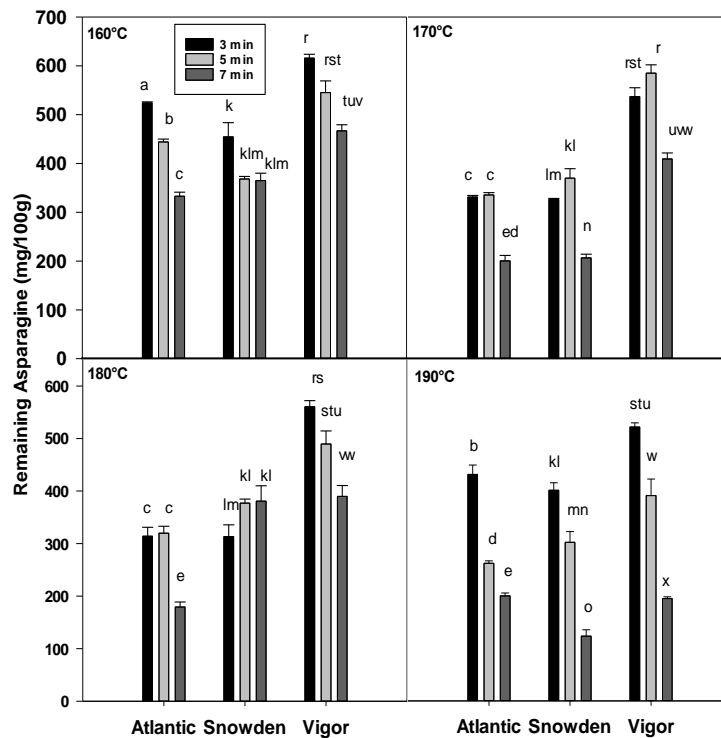 Remaining Asparagine (mg/100g)
700
600
500
400
300
200
100
0
160°C
3 min
5 min
7 min
a
b
c
k
klm
klm
r
rst
tuv
170°C
c
c
ed
lm
kl
n
rst
r
uvw
600
500
400
300
200
100
0
180°C
c
c
e
lm
kl
kl
rs
stu
vw
190°C
b
d
e
kl
mn
o
stu
w
x
Atlantic Snowden Vigor
Atlantic Snowden Vigor